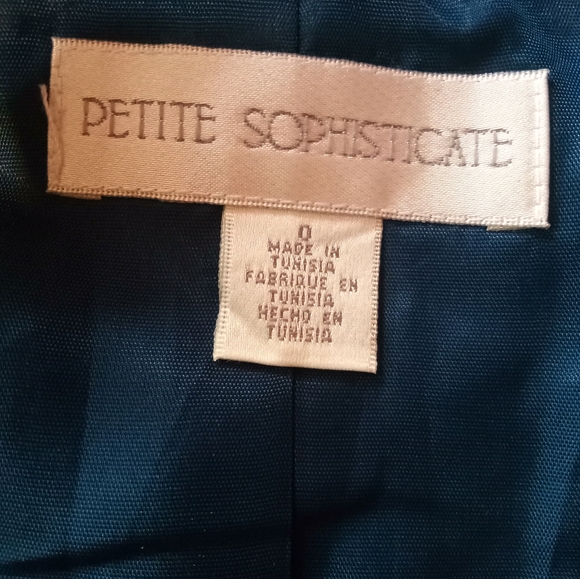 PETITE SOPHISTICATE
0
MADE IN
TUNISIA
FABRIQUE EN
TUNISIA
HECHO EN
TUNISIA